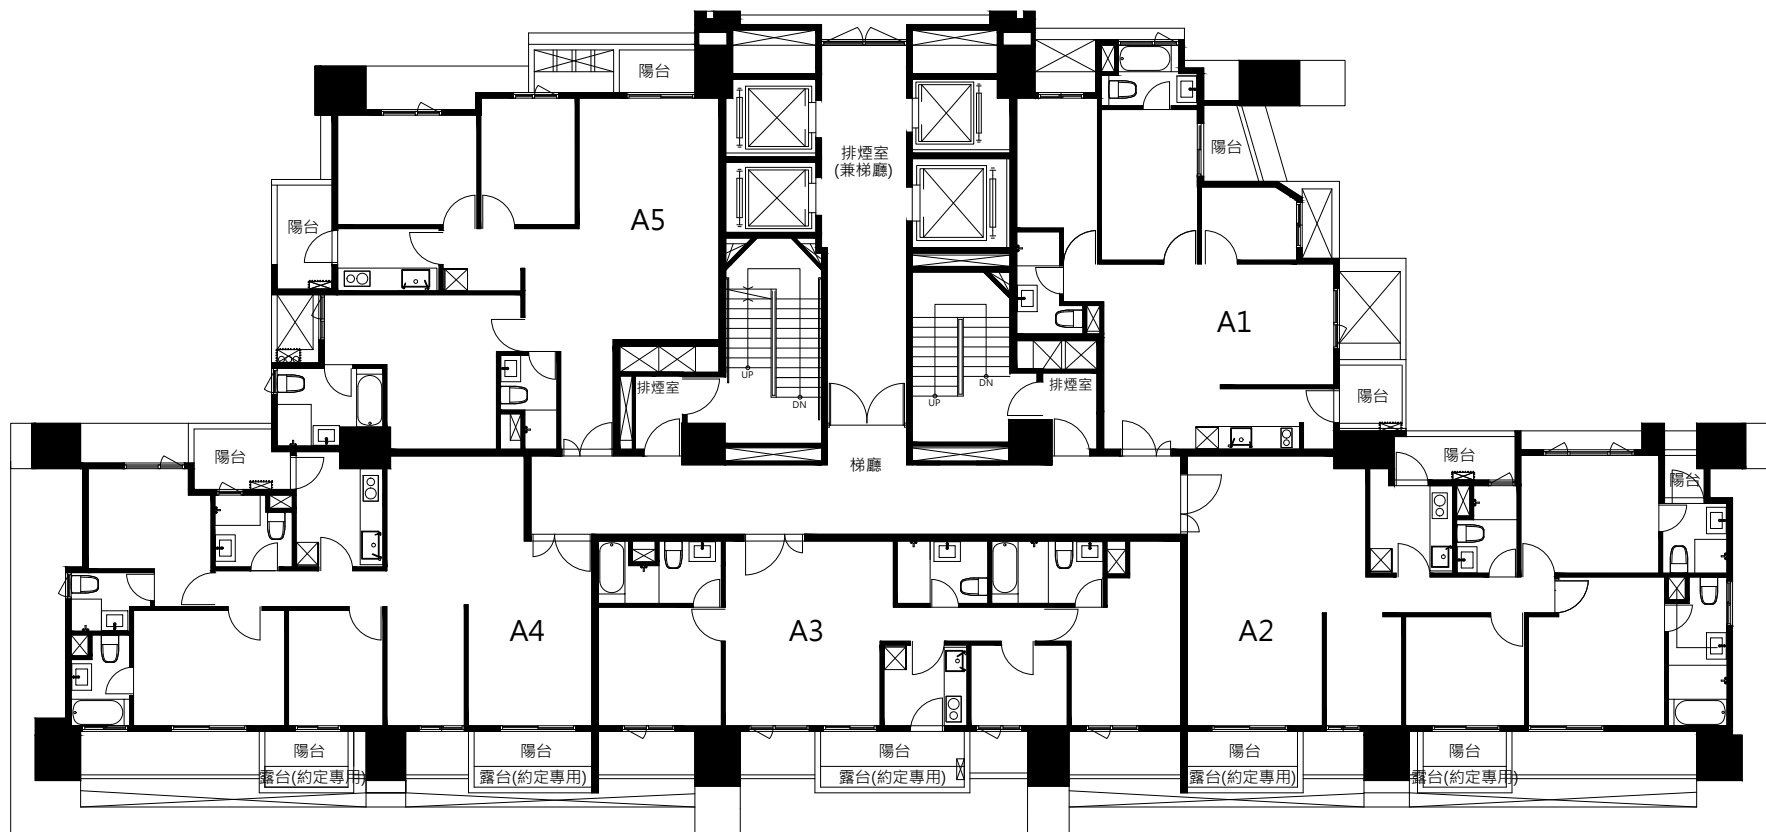 陽台
排煙室
(兼梯廳)
陽台
陽台
A5
A1
UP
DN
排煙室
UP
DN
排煙室
陽台
陽台
梯廳
陽台
陽台
A4
A3
A2
陽台
露台(約定專用)
陽台
露台(約定專用)
陽台
露台(約定專用)
陽台
露台(約定專用)
陽台
露台(約定專用)